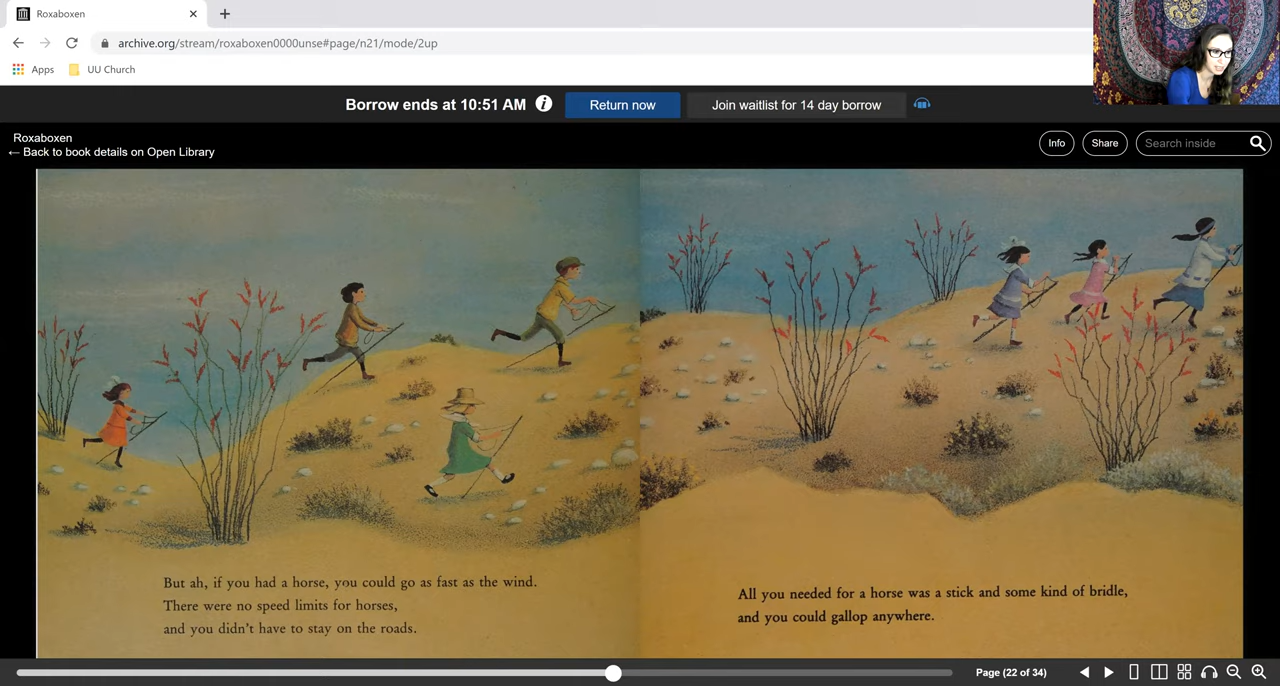 Roxaboxen
archive.org/stream/roxaboxen0000unse#page/n21/mode/2up
Apps
UU Church
Borrow ends at 10:51 AM
Return now
Join waitlist for 14 day borrow
Roxaboxen
← Back to book details on Open Library
Info
Share
Search inside
But ah, if you had a horse, you could go as fast as the wind.
There were no speed limits for horses,
and you didn't have to stay on the roads.
All you needed for a horse was a stick and some kind of bridle,
and you could gallop anywhere.
Page (22 of 34)